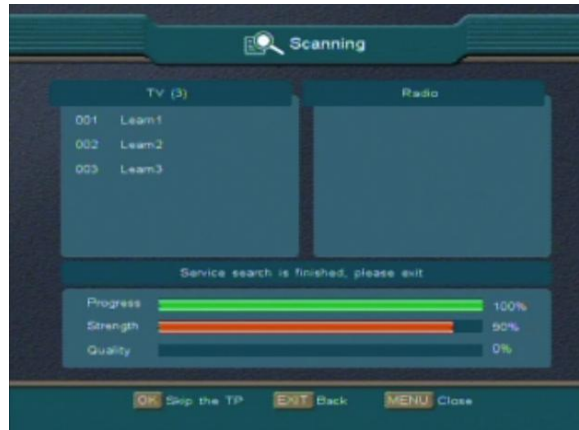 Scanning
TV (3)
Radio
001 Learn1
002 Learn2
003 Learn3
Service search is finished, please exit
Progress 100%
Strength 90%
Quality 0%
OK Skip the TP EXIT Back MENU Close